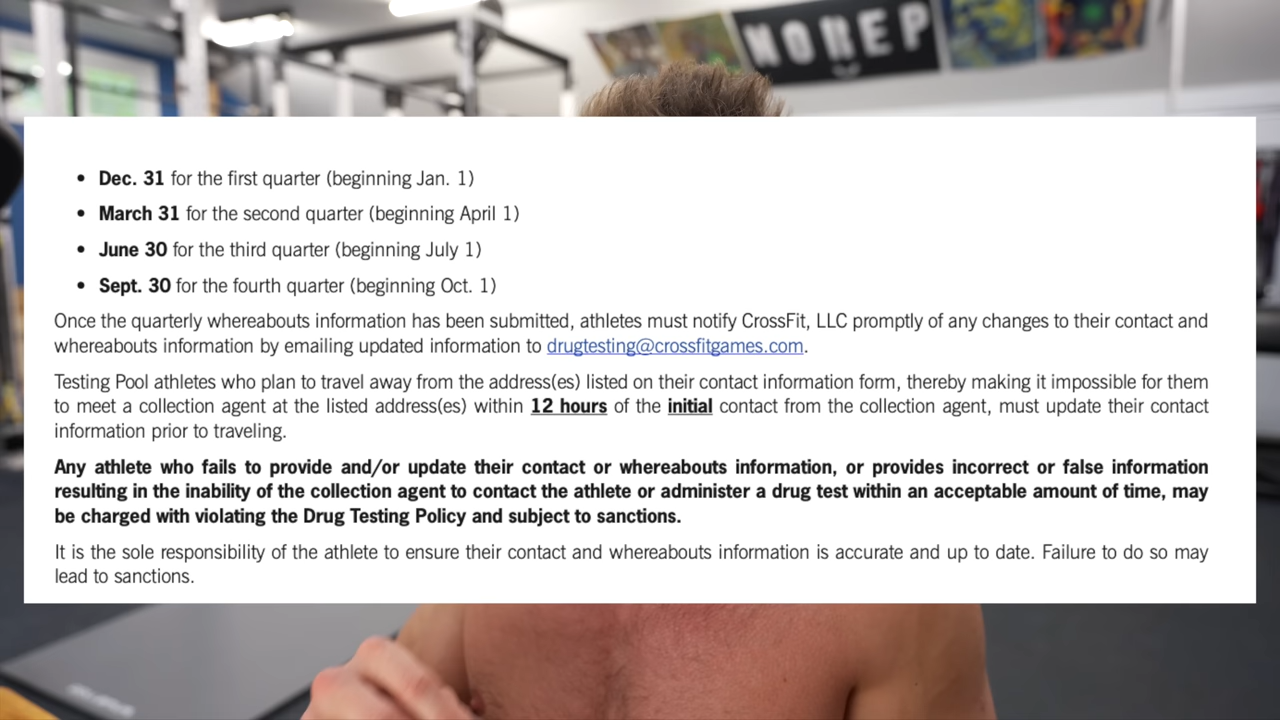 NOREP
• Dec. 31 for the first quarter (beginning Jan. 1)
• March 31 for the second quarter (beginning April 1)
• June 30 for the third quarter (beginning July 1)
• Sept. 30 for the fourth quarter (beginning Oct. 1)
Once the quarterly whereabouts information has been submitted, athletes must notify CrossFit, LLC promptly of any changes to their contact and
whereabouts information by emailing updated information to drugtesting@crossfitgames.com.
Testing Pool athletes who plan to travel away from the address(es) listed on their contact information form, thereby making it impossible for them
to meet a collection agent at the listed address(es) within 12 hours of the initial contact from the collection agent, must update their contact
information prior to traveling.
Any athlete who fails to provide and/or update their contact or whereabouts information, or provides incorrect or false information
resulting in the inability of the collection agent to contact the athlete or administer a drug test within an acceptable amount of time, may
be charged with violating the Drug Testing Policy and subject to sanctions.
It is the sole responsibility of the athlete to ensure their contact and whereabouts information is accurate and up to date. Failure to do so may
lead to sanctions.